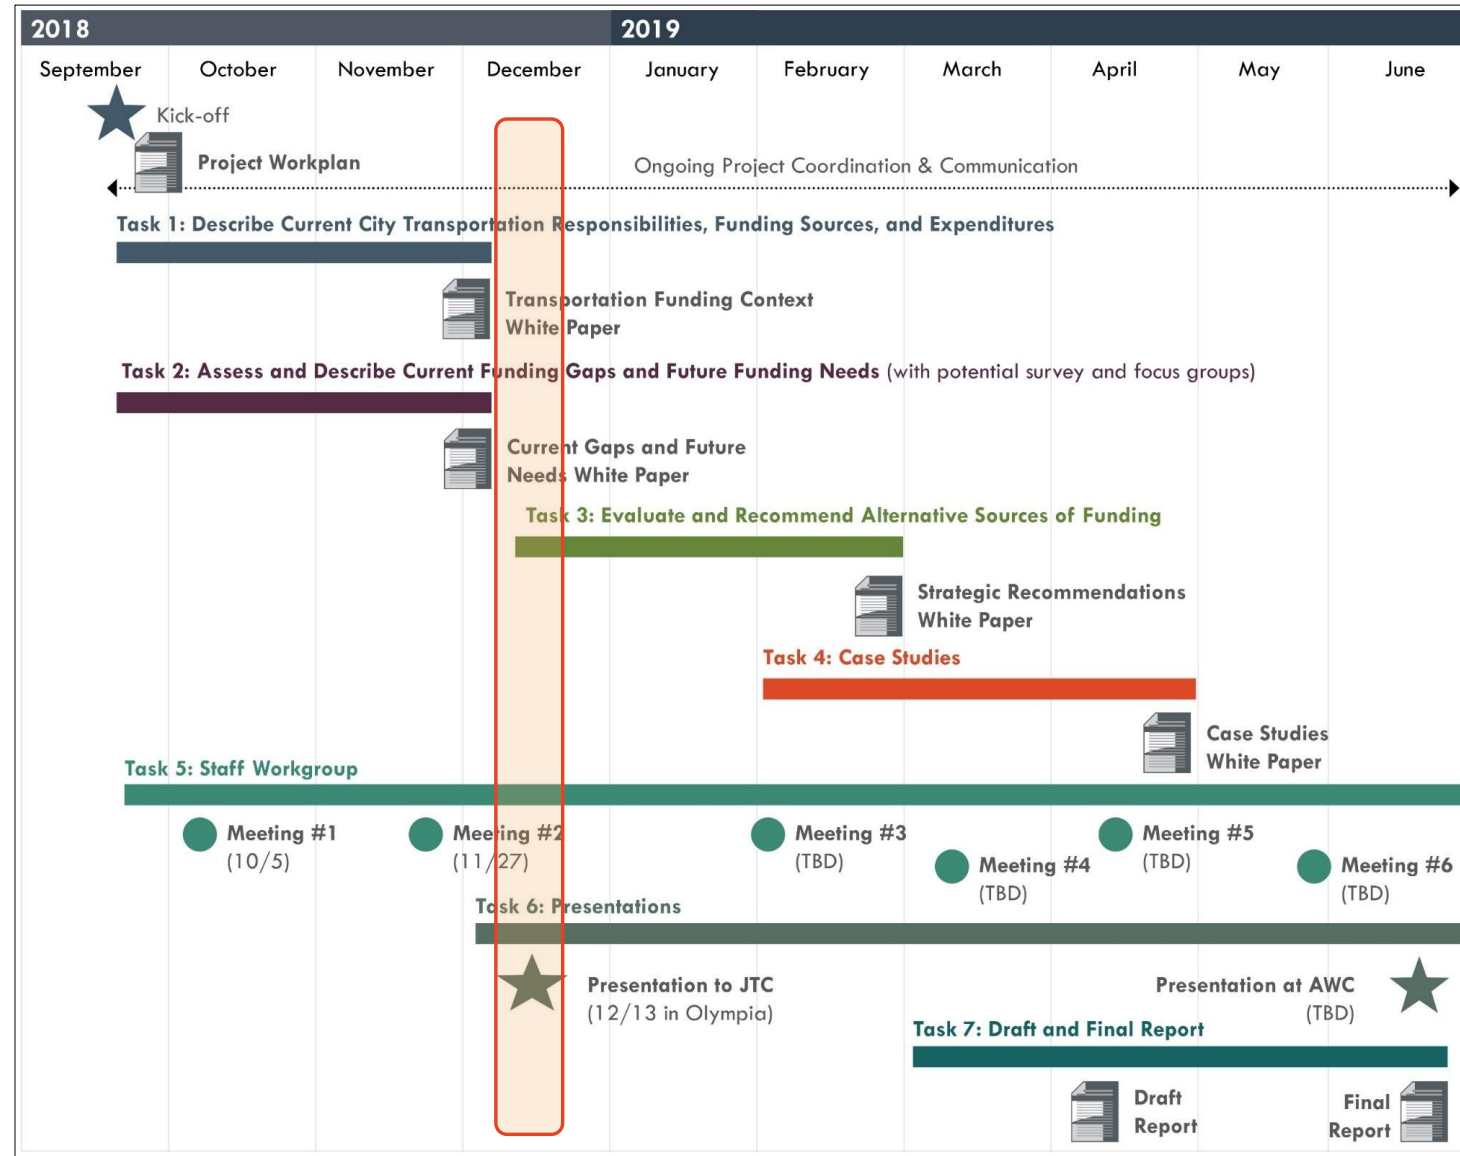 2018
2019
September
October
November
December
January
February
March
April
May
June
Kick-off
Project Workplan
Ongoing Project Coordination & Communication
Task 1: Describe Current City Transportation Responsibilities, Funding Sources, and Expenditures
Transportation Funding Context
White Paper
Task 2: Assess and Describe Current Funding Gaps and Future Funding Needs (with potential survey and focus groups)
Current Gaps and Future
Needs White Paper
Task 3: Evaluate and Recommend Alternative Sources of Funding
Strategic Recommendations
White Paper
Task 4: Case Studies
Case Studies
White Paper
Task 5: Staff Workgroup
Meeting #1
(10/5)
Meeting #2
(11/27)
Meeting #3
(TBD)
Meeting #4
(TBD)
Meeting #5
(TBD)
Meeting #6
(TBD)
Task 6: Presentations
Presentation to JTC
(12/13 in Olympia)
Presentation at AWC
(TBD)
Task 7: Draft and Final Report
Draft
Report
Final
Report